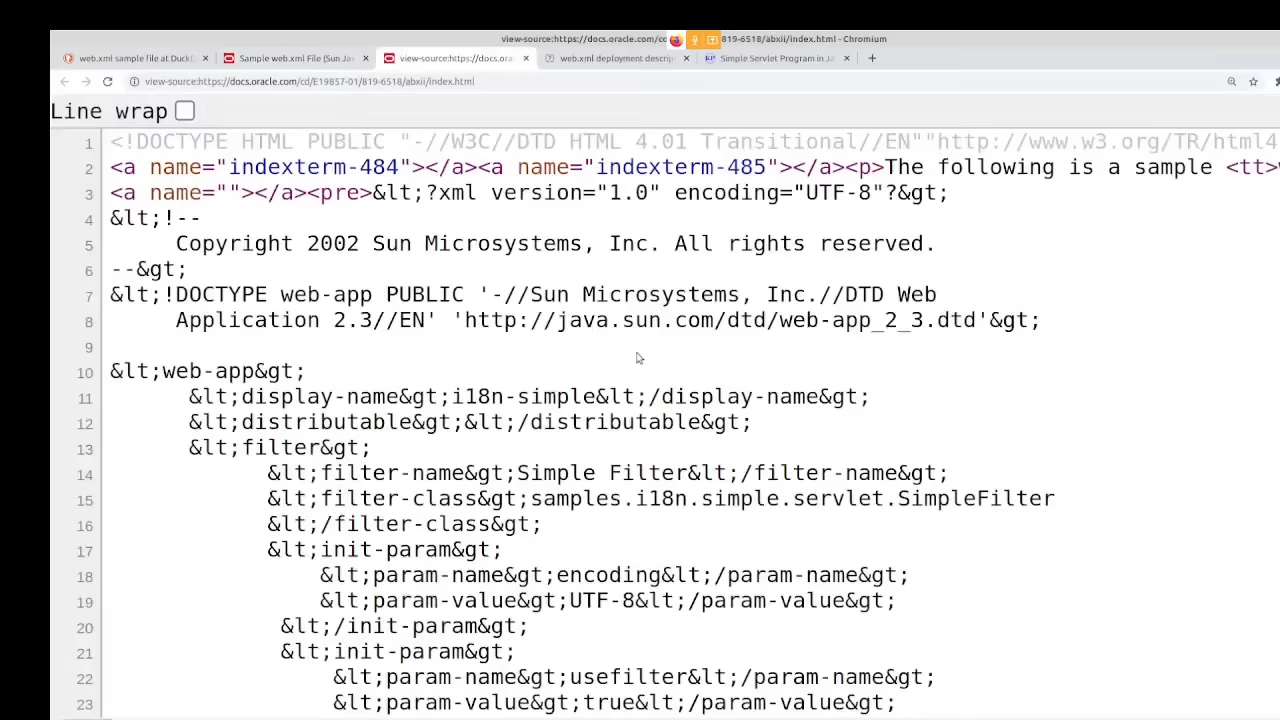 view-source:https://docs.oracle.com/cd 819-6518/abxii/index.html - Chromium
web.xml sample file at Duck Sample web.xml File (Sun Ja view-source:https://docs.ora web.xml deployment descrip Simple Servlet Program in Ja
view-source:https://docs.oracle.com/cd/E19857-01/819-6518/abxii/index.html
Line wrap
1 <!DOCTYPE HTML PUBLIC "-//W3C//DTD HTML 4.01 Transitional//EN""http://www.w3.org/TR/html4
2 <a name="indexterm-484"></a><a name="indexterm-485"></a><p>The following is a sample <tt>
3 <a name=""></a><pre>&lt;?xml version="1.0" encoding="UTF-8"?&gt;
4 &lt;!--
5 Copyright 2002 Sun Microsystems, Inc. All rights reserved.
6 --&gt;
7 &lt;!DOCTYPE web-app PUBLIC '-//Sun Microsystems, Inc.//DTD Web
8 Application 2.3//EN' 'http://java.sun.com/dtd/web-app_2_3.dtd'&gt;
9
10 &lt;web-app&gt;
11 &lt;display-name&gt;i18n-simple&lt;/display-name&gt;
12 &lt;distributable&gt;&lt;/distributable&gt;
13 &lt;filter&gt;
14 &lt;filter-name&gt;Simple Filter&lt;/filter-name&gt;
15 &lt;filter-class&gt;samples.i18n.simple.servlet.SimpleFilter
16 &lt;/filter-class&gt;
17 &lt;init-param&gt;
18 &lt;param-name&gt;encoding&lt;/param-name&gt;
19 &lt;param-value&gt;UTF-8&lt;/param-value&gt;
20 &lt;/init-param&gt;
21 &lt;init-param&gt;
22 &lt;param-name&gt;usefilter&lt;/param-name&gt;
23 &lt;param-value&gt;true&lt;/param-value&gt;